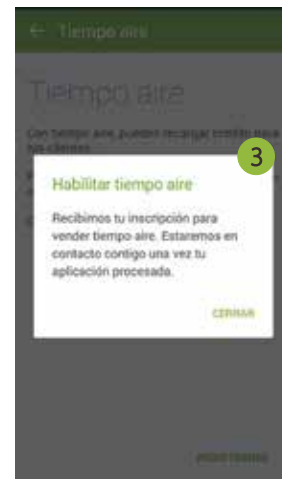 Tiempo aire
Tiempo aire
Con tiempo aire, puedes recargar crédito para
tus clientes
3
Habilitar tiempo aire
Recibimos tu inscripción para
vender tiempo aire. Estaremos en
contacto contigo una vez tu
aplicación procesada.
CERRAR